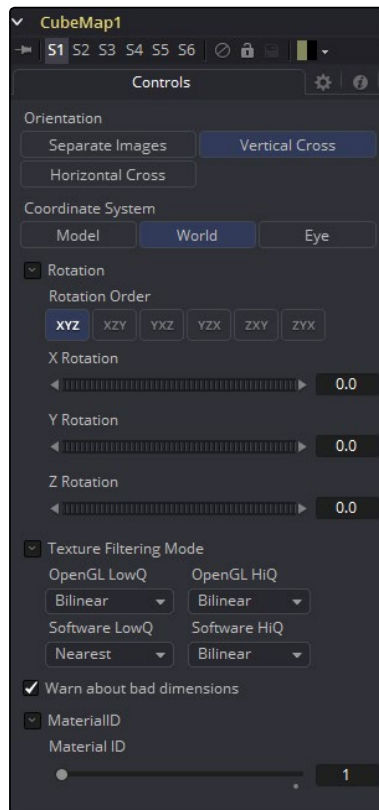 CubeMap1
S1 S2 S3 S4 S5 S6
Controls
Orientation
Separate Images Vertical Cross
Horizontal Cross
Coordinate System
Model World Eye
Rotation
Rotation Order
XYZ XZY YXZ YZX ZXY ZYX
X Rotation
0.0
Y Rotation
0.0
Z Rotation
0.0
Texture Filtering Mode
OpenGL LowQ OpenGL HiQ
Bilinear Bilinear
Software LowQ Software HiQ
Nearest Bilinear
Warn about bad dimensions
MaterialID
Material ID
1